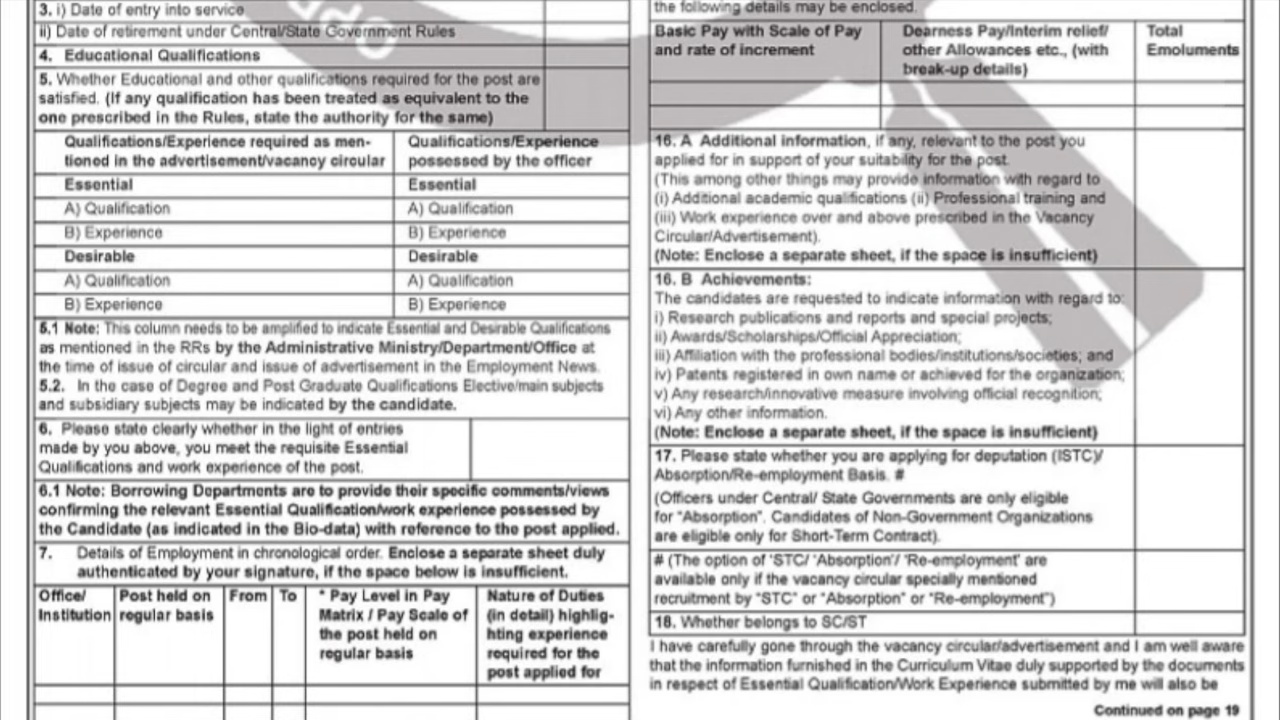 3. i) Date of entry into service
ii) Date of retirement under Central/State Government Rules
4. Educational Qualifications
5. Whether Educational and other qualifications required for the post are
satisfied. (If any qualification has been treated as equivalent to the
one prescribed in the Rules, state the authority for the same)
Qualifications/Experience required as men-
tioned in the advertisement/vacancy circular
Qualifications/Experience
possessed by the officer
Essential
Essential
A) Qualification
A) Qualification
B) Experience
B) Experience
Desirable
Desirable
A) Qualification
A) Qualification
B) Experience
B) Experience
5.1 Note: This column needs to be amplified to indicate Essential and Desirable Qualifications
as mentioned in the RRs by the Administrative Ministry/Department/Office at
the time of issue of circular and issue of advertisement in the Employment News.
5.2. In the case of Degree and Post Graduate Qualifications Elective/main subjects
and subsidiary subjects may be indicated by the candidate.
6. Please state clearly whether in the light of entries
made by you above, you meet the requisite Essential
Qualifications and work experience of the post.
6.1 Note: Borrowing Departments are to provide their specific comments/views
confirming the relevant Essential Qualification/work experience possessed by
the Candidate (as indicated in the Bio-data) with reference to the post applied.
7. Details of Employment in chronological order. Enclose a separate sheet duly
authenticated by your signature, if the space below is insufficient.
Office/
Institution
Post held on
regular basis
From
To
* Pay Level in Pay
Matrix / Pay Scale of
the post held on
regular basis
Nature of Duties
(in detail) highlig-
hting experience
required for the
post applied for
the following details may be enclosed.
Basic Pay with Scale of Pay
and rate of increment
Dearness Pay/Interim relief/
other Allowances etc., (with
break-up details)
Total
Emoluments
16. A Additional information, if any, relevant to the post you
applied for in support of your suitability for the post.
(This among other things may provide information with regard to
(i) Additional academic qualifications (ii) Professional training and
(iii) Work experience over and above prescribed in the Vacancy
Circular/Advertisement).
(Note: Enclose a separate sheet, if the space is insufficient)
16. B Achievements:
The candidates are requested to indicate information with regard to:
i) Research publications and reports and special projects;
ii) Awards/Scholarships/Official Appreciation;
iii) Affiliation with the professional bodies/institutions/societies; and
iv) Patents registered in own name or achieved for the organization;
v) Any research/innovative measure involving official recognition;
vi) Any other information.
(Note: Enclose a separate sheet, if the space is insufficient)
17. Please state whether you are applying for deputation (ISTC)/
Absorption/Re-employment Basis. #
(Officers under Central/ State Governments are only eligible
for "Absorption". Candidates of Non-Government Organizations
are eligible only for Short-Term Contract).
# (The option of 'STC/ 'Absorption'/ 'Re-employment' are
available only if the vacancy circular specially mentioned
recruitment by "STC" or "Absorption" or "Re-employment")
18. Whether belongs to SC/ST
I have carefully gone through the vacancy circular/advertisement and I am well aware
that the information furnished in the Curriculum Vitae duly supported by the documents
in respect of Essential Qualification/Work Experience submitted by me will also be
Continued on page 19